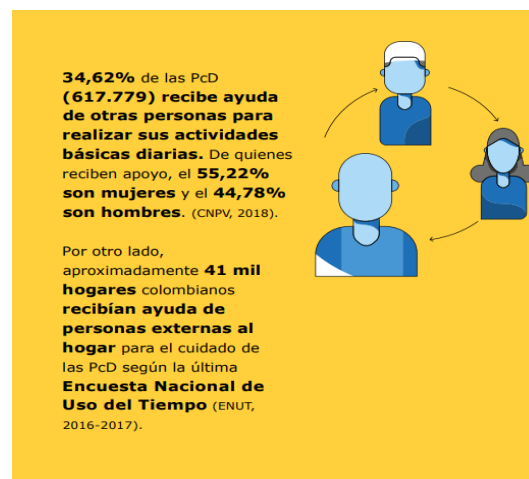 34,62% de las PcD
(617.779) recibe ayuda
de otras personas para
realizar sus actividades
básicas diarias. De quienes
reciben apoyo, el 55,22%
son mujeres y el 44,78%
son hombres. (CNPV, 2018).
Por otro lado,
aproximadamente 41 mil
hogares colombianos
recibían ayuda de
personas externas al
hogar para el cuidado de
las PcD según la última
Encuesta Nacional de
Uso del Tiempo (ENUT,
2016-2017).